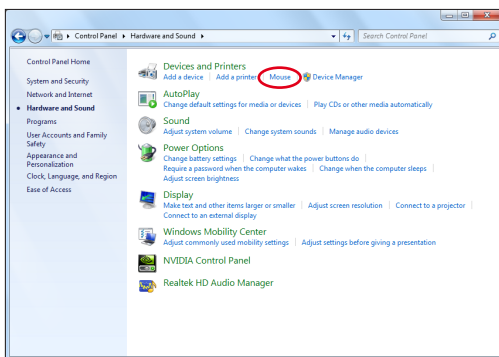 Control Panel ▸ Hardware and Sound ▸
Search Control Panel
Control Panel Home
System and Security
Network and Internet
Hardware and Sound
Programs
User Accounts and Family
Safety
Appearance and
Personalization
Clock, Language, and Region
Ease of Access
Devices and Printers
Add a device | Add a printer | Mouse | Device Manager
AutoPlay
Change default settings for media or devices | Play CDs or other media automatically
Sound
Adjust system volume | Change system sounds | Manage audio devices
Power Options
Change battery settings | Change what the power buttons do |
Require a password when the computer wakes | Change when the computer sleeps |
Adjust screen brightness
Display
Make text and other items larger or smaller | Adjust screen resolution | Connect to a projector |
Connect to an external display
Windows Mobility Center
Adjust commonly used mobility settings | Adjust settings before giving a presentation
NVIDIA Control Panel
Realtek HD Audio Manager